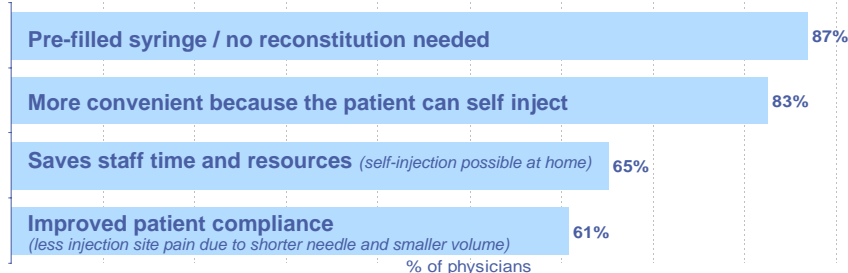 Pre-filled syringe / no reconstitution needed 87%
More convenient because the patient can self inject 83%
Saves staff time and resources (self-injection possible at home) 65%
Improved patient compliance
(less injection site pain due to shorter needle and smaller volume) 61%
% of physicians